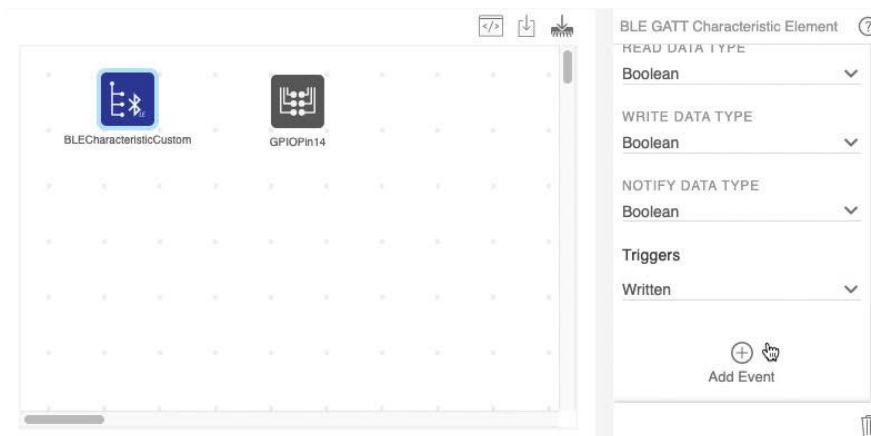 </>
BLE GATT Characteristic Element
?
READ DATA TYPE
Boolean
BLE
BLECharacteristicCustom
GPIOPin14
WRITE DATA TYPE
Boolean
NOTIFY DATA TYPE
Boolean
Triggers
Written
Add Event